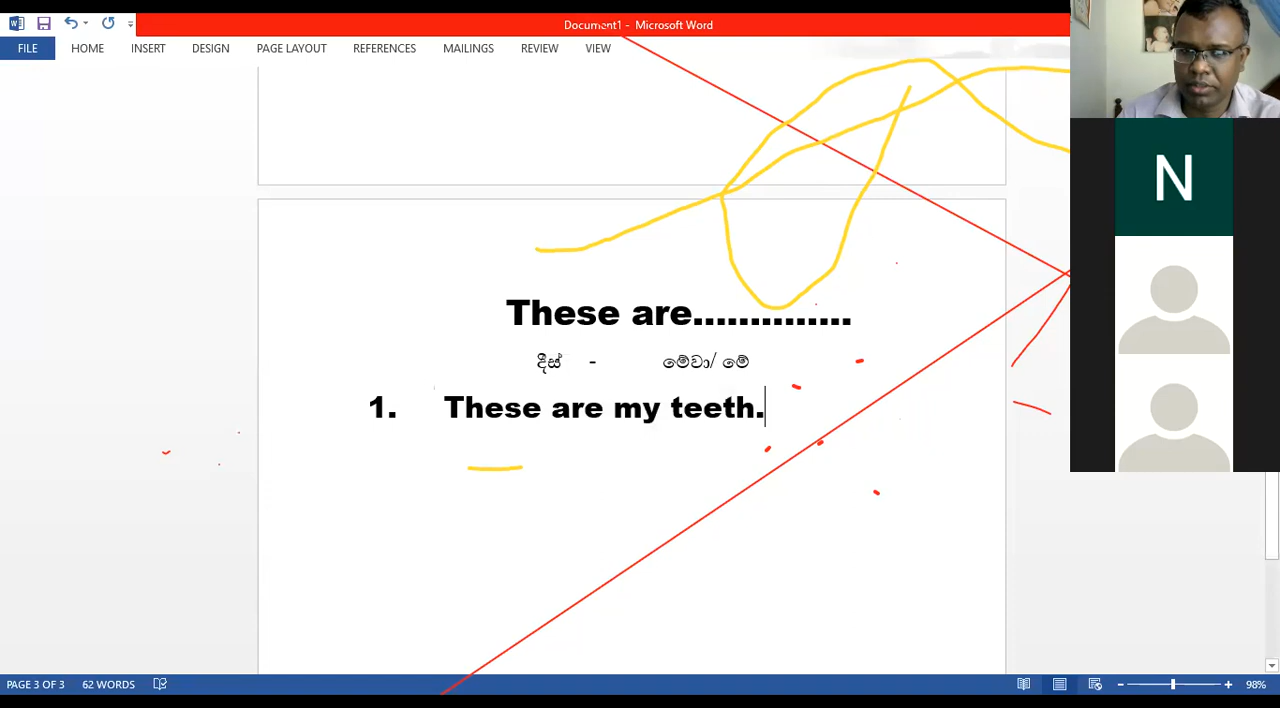 Document1 - Microsoft Word
FILE HOME INSERT DESIGN PAGE LAYOUT REFERENCES MAILINGS REVIEW VIEW
N
These are..............
දීස් - මේවා/ මේ
1. These are my teeth.
PAGE 3 OF 3 62 WORDS 98%